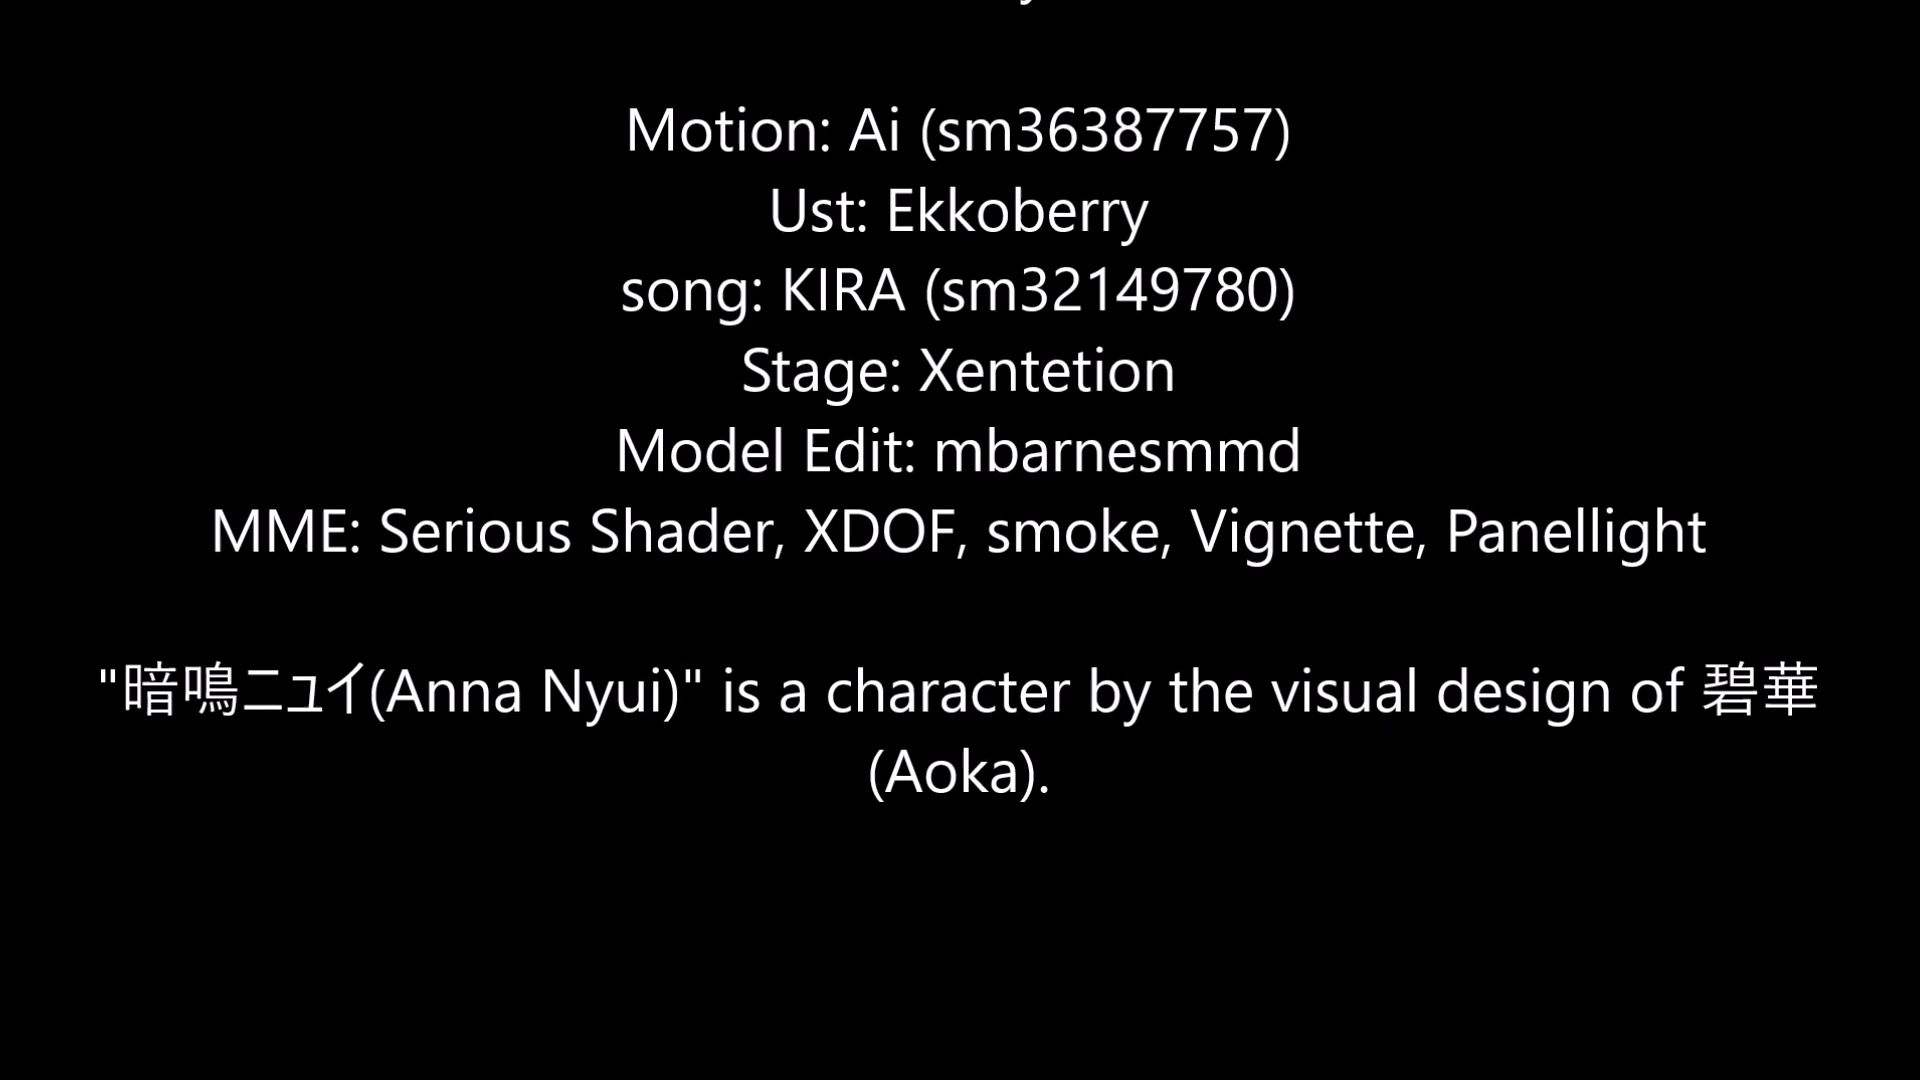 Motion: Ai (sm36387757)
Ust: Ekkoberry
song: KIRA (sm32149780)
Stage: Xentetion
Model Edit: mbarnesmmd
MME: Serious Shader, XDOF, smoke, Vignette, Panellight
"暗鳴ニュイ(Anna Nyui)" is a character by the visual design of 碧華
(Aoka).